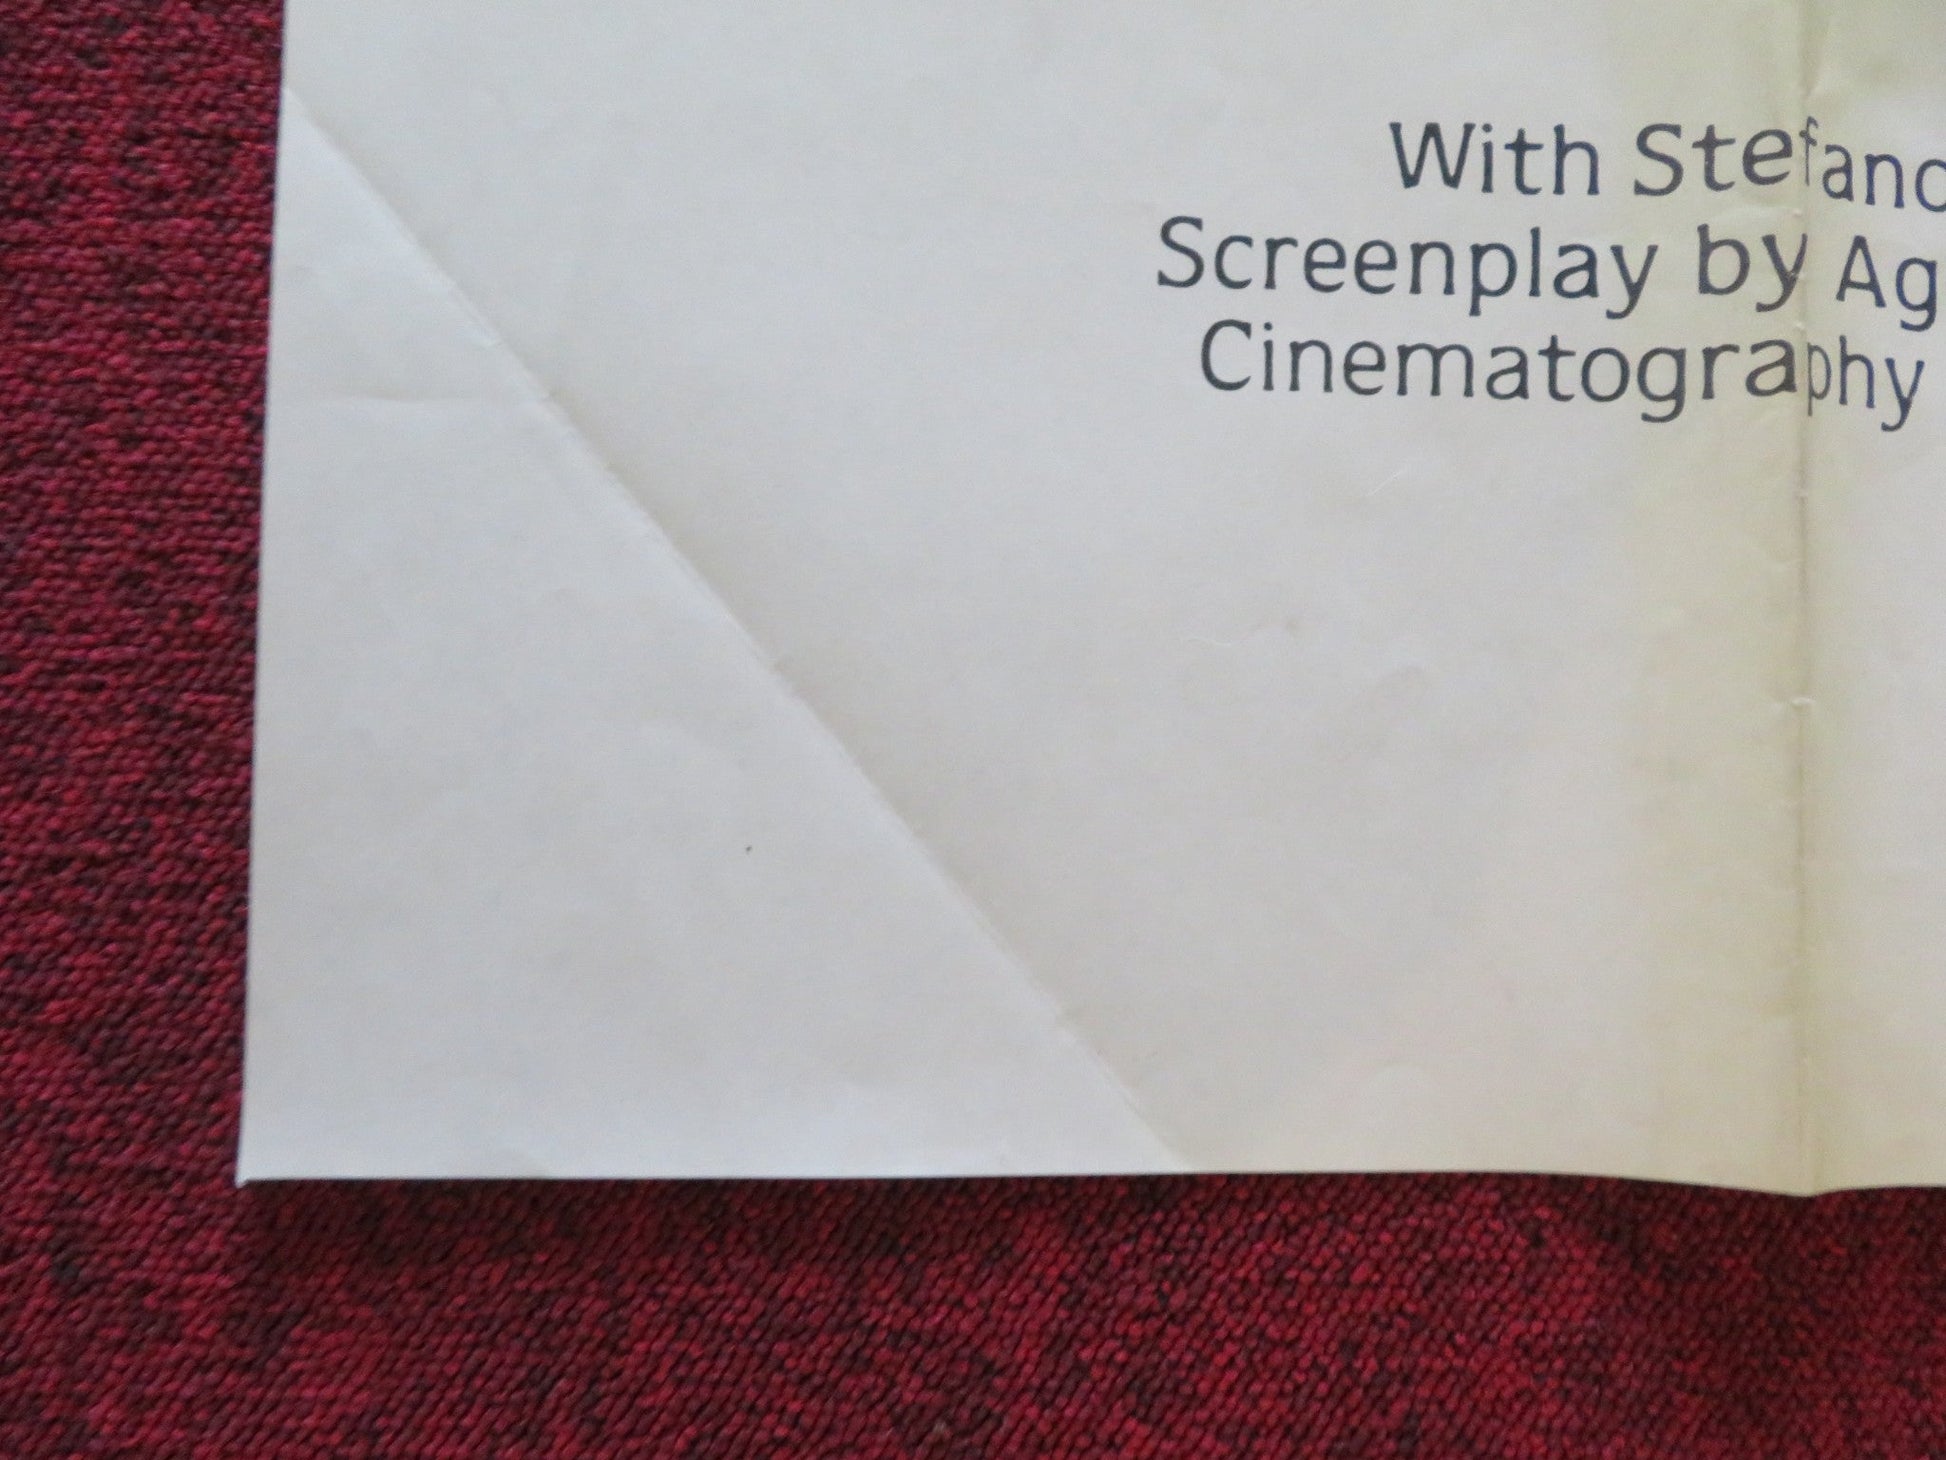 With Stefano
Screenplay by Ag
Cinematography